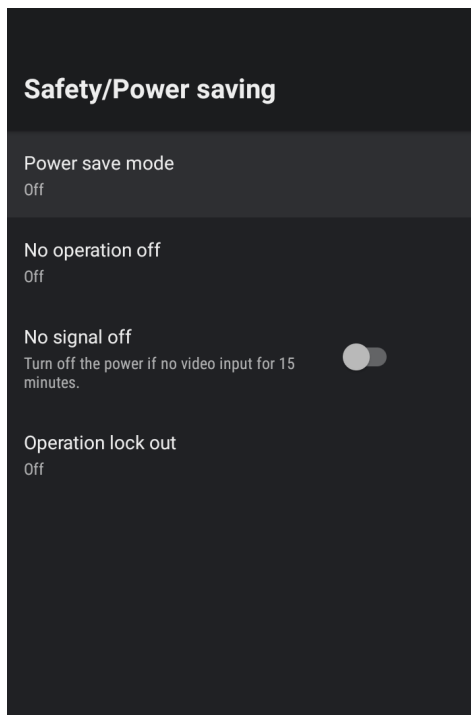 Safety/Power saving
Power save mode
Off
No operation off
Off
No signal off
Turn off the power if no video input for 15
minutes.
Operation lock out
Off